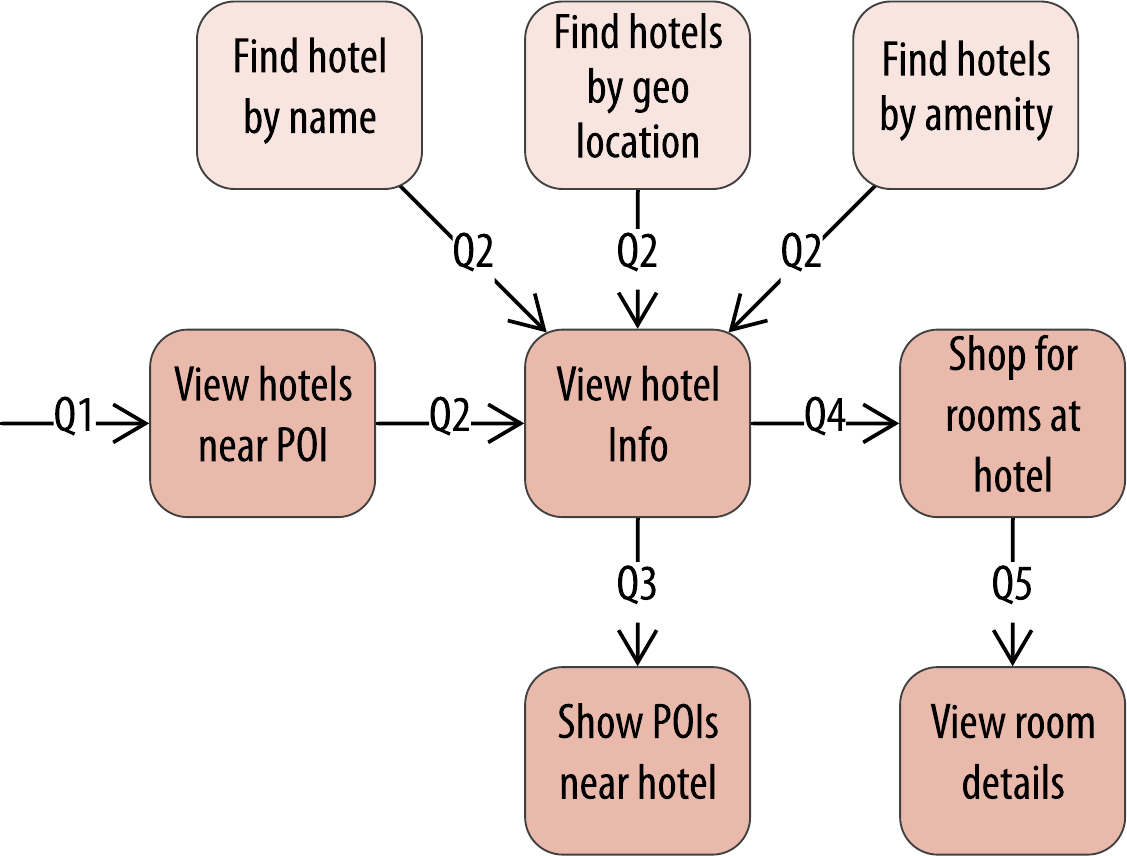 Find hotel
by name
Find hotels
by geo
location
Find hotels
by amenity
Q2
Q2
Q2
Q1
View hotels
near POI
Q2
View hotel
Info
Q4
Shop for
rooms at
hotel
Q3
Q5
Show POIs
near hotel
View room
details